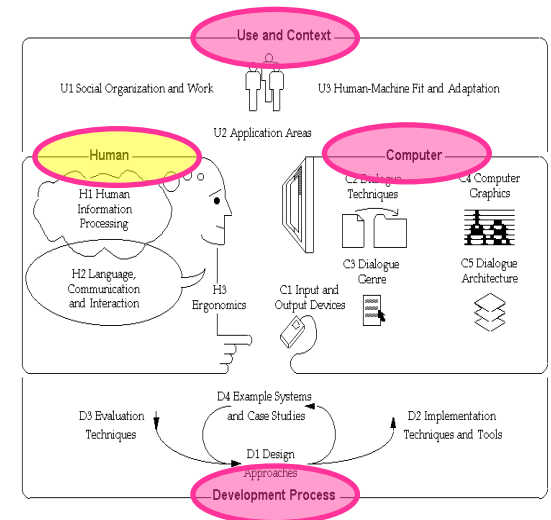 Use and Context
U1 Social Organization and Work
U3 Human-Machine Fit and Adaptation
U2 Application Areas
Human
Computer
H1 Human
Information
Processing
H2 Language,
Communication
and Interaction
H3
Ergonomics
C2 Dialogue
Techniques
C4 Computer
Graphics
C3 Dialogue
Genre
C5 Dialogue
Architecture
C1 Input and
Output Devices
D3 Evaluation
Techniques
D4 Example Systems
and Case Studies
D2 Implementation
Techniques and Tools
D1 Design
Approaches
Development Process